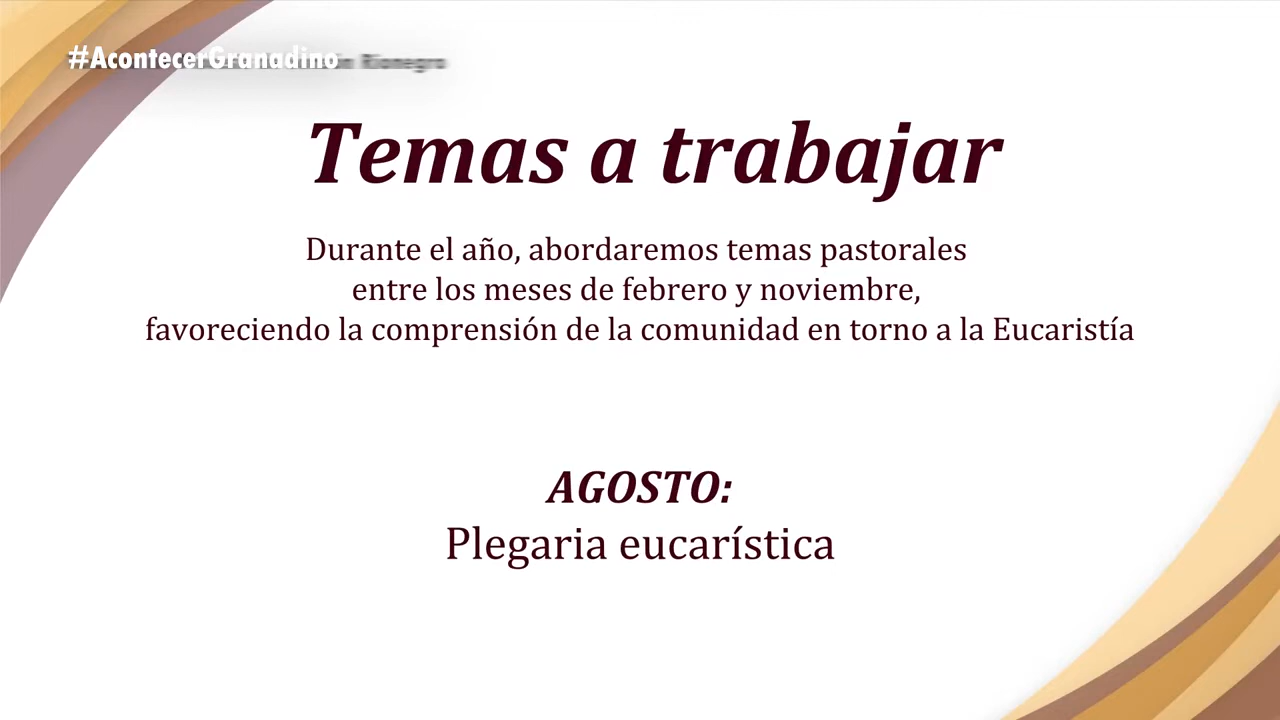 #AcontecerGranadino Rionegro
Temas a trabajar
Durante el año, abordaremos temas pastorales
entre los meses de febrero y noviembre,
favoreciendo la comprensión de la comunidad en torno a la Eucaristía
AGOSTO:
Plegaria eucarística